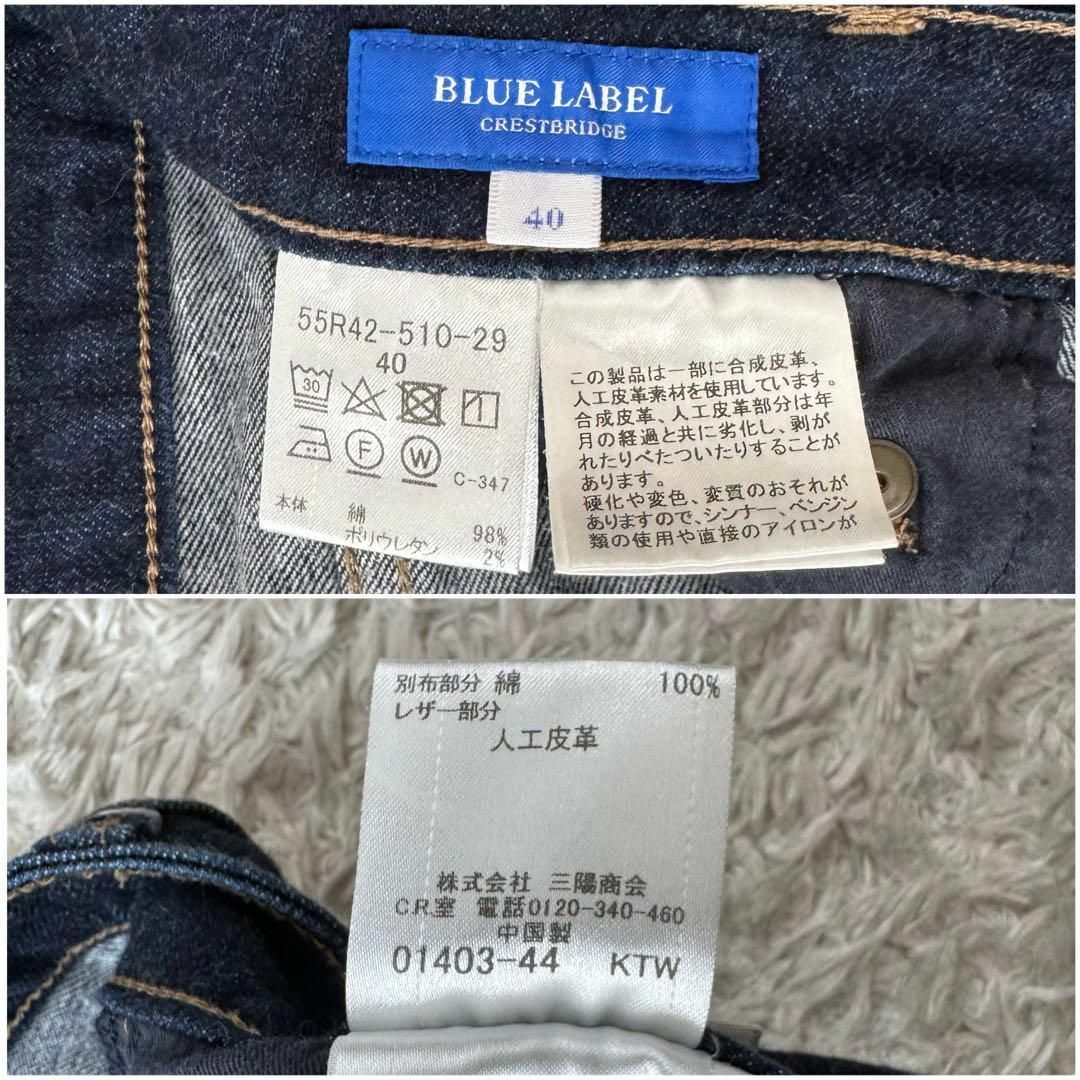 BLUE LABEL
CRESTBRIDGE
40
55R42-510-29
40
30
F W
C-347
本体 綿 98%
ポリウレタン 2%
この製品は一部に合成皮革、
人工皮革素材を使用しています。
合成皮革、人工皮革部分は年
月の経過と共に劣化し、剥が
れたりべたついたりすることが
あります。
硬化や変色、変質のおそれが
ありますので、シンナー、ベンジン
類の使用や直接のアイロンが
別布部分 綿 100%
レザー部分
人工皮革
株式会社 三陽商会
C.R.室 電話0120-340-460
中国製
01403-44 KTW